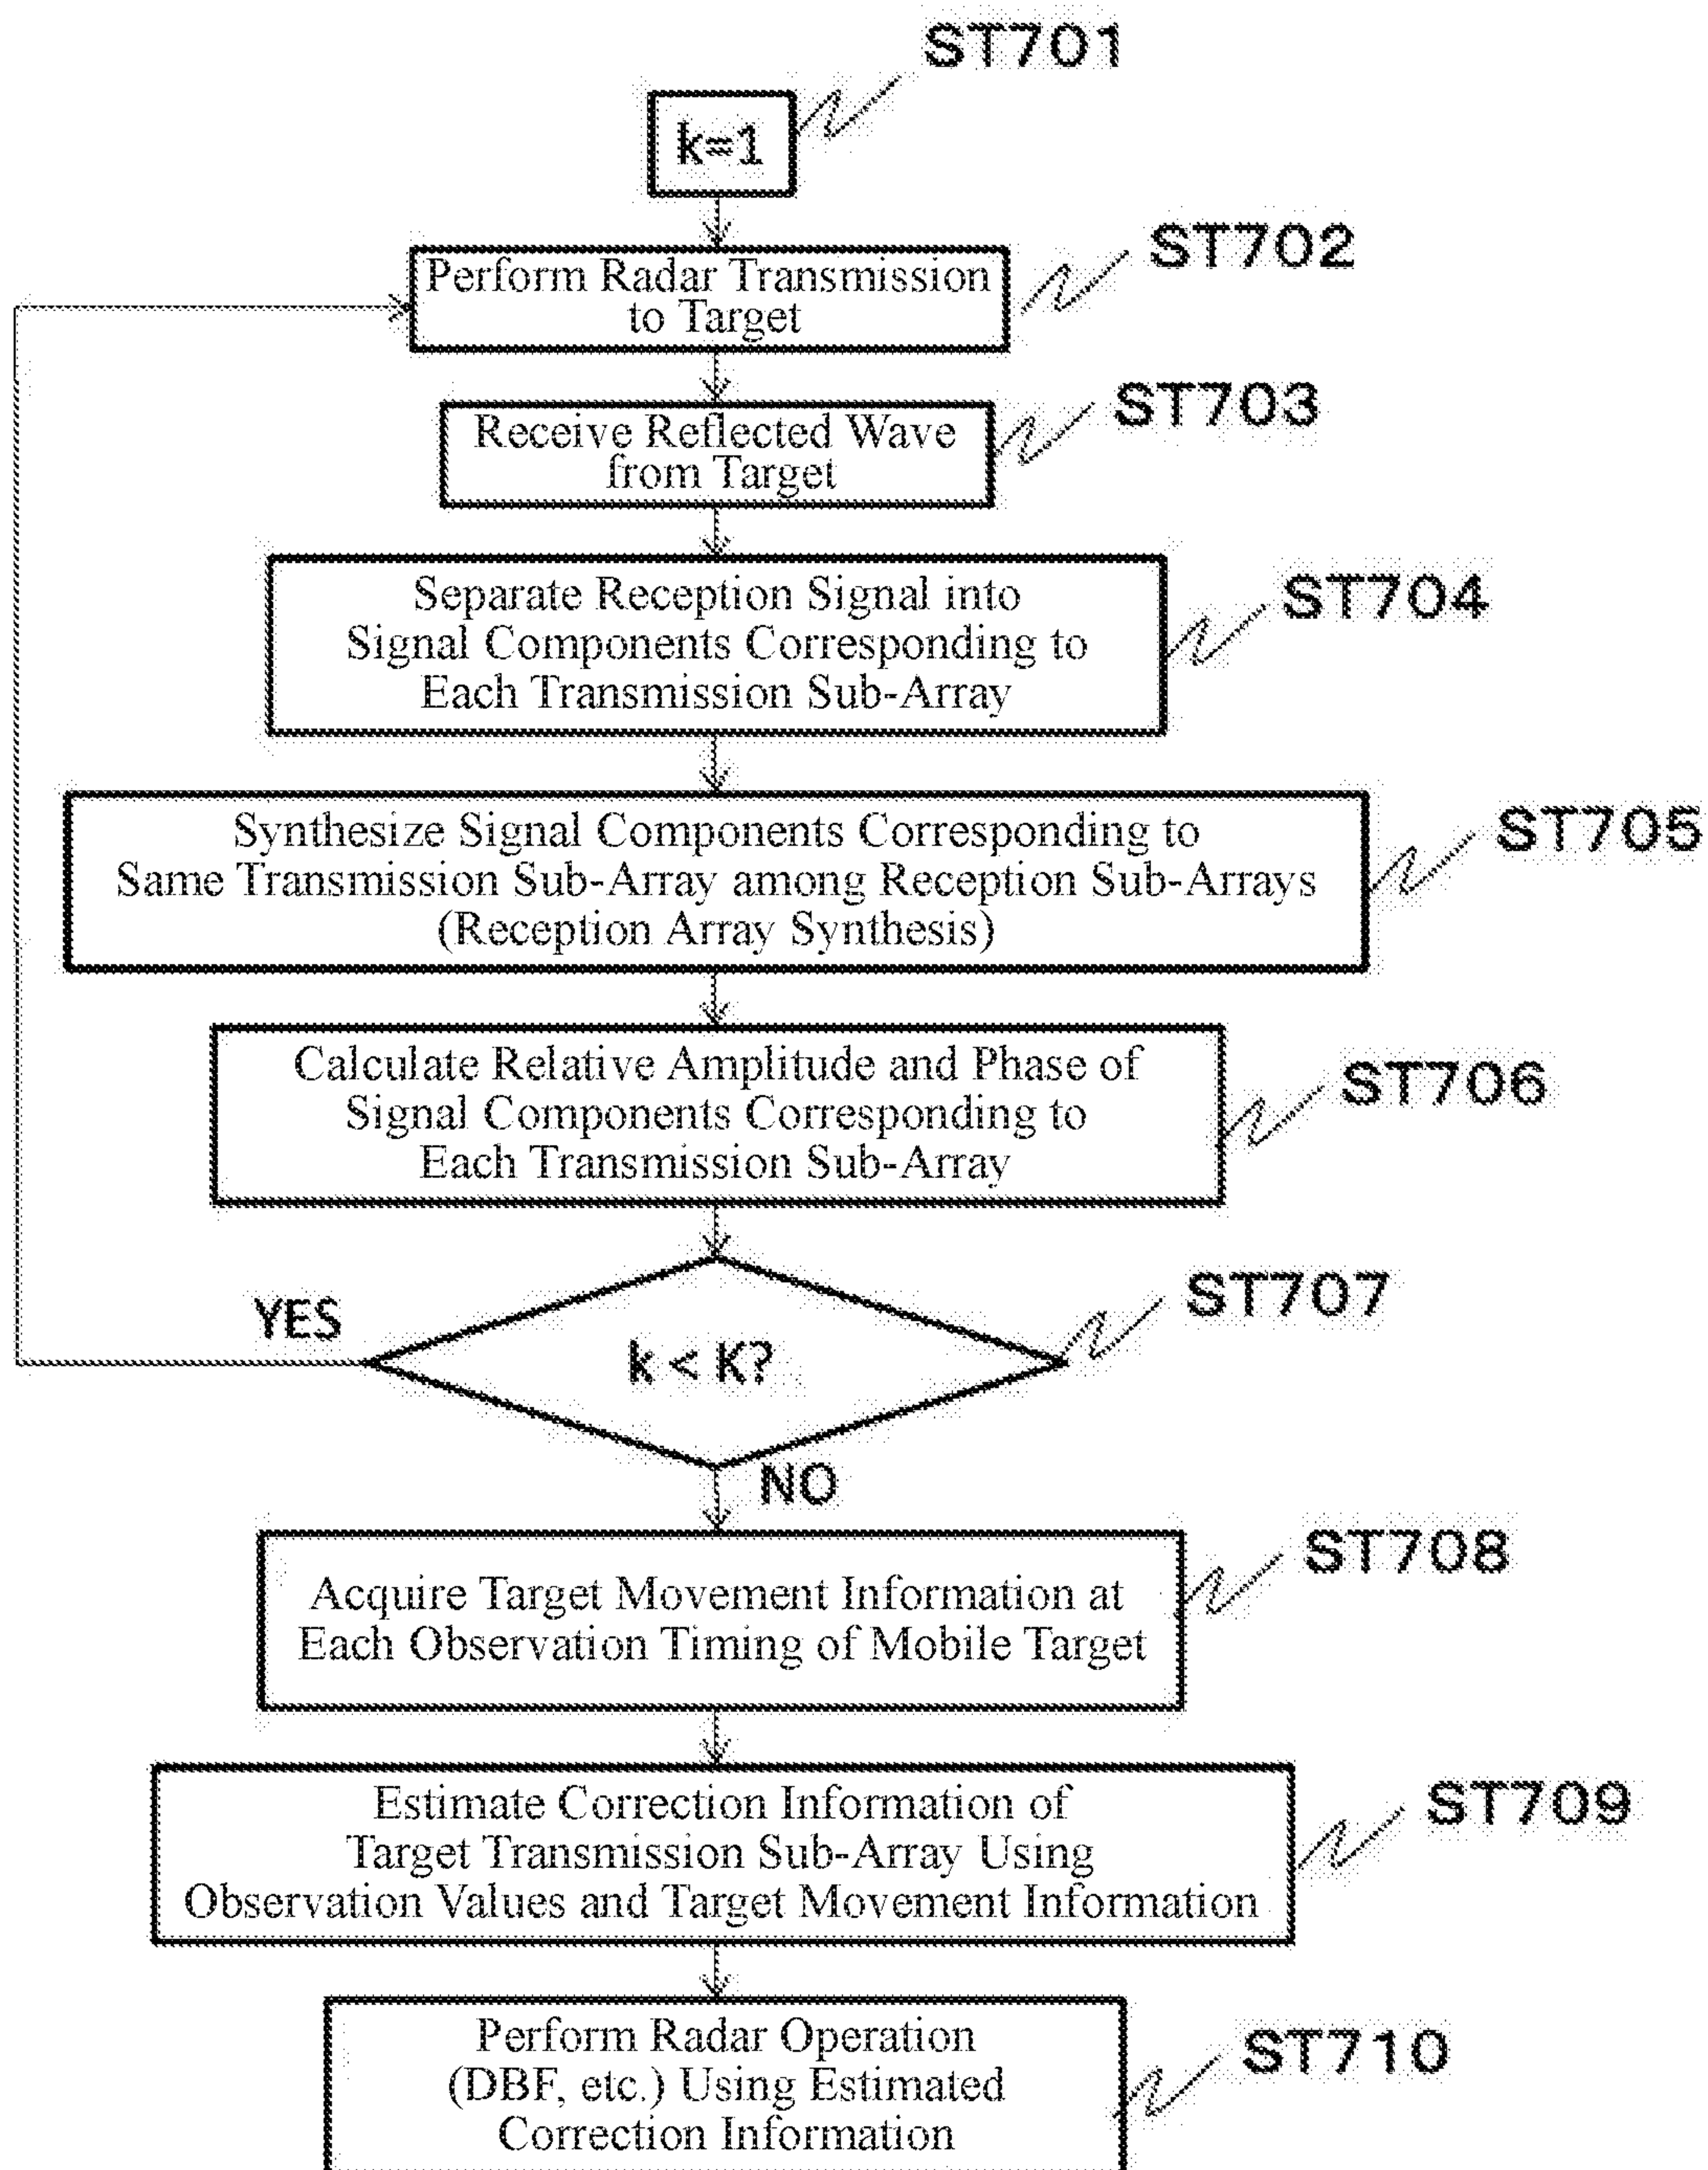 ST701
k=1
ST702
Perform Radar Transmission
to Target
ST703
Receive Reflected Wave
from Target
ST704
Separate Reception Signal into
Signal Components Corresponding to
Each Transmission Sub-Array
ST705
Synthesize Signal Components Corresponding to
Same Transmission Sub-Array among Reception Sub-Arrays
(Reception Array Synthesis)
ST706
Calculate Relative Amplitude and Phase of
Signal Components Corresponding to
Each Transmission Sub-Array
ST707
YES
k < K?
NO
ST708
Acquire Target Movement Information at
Each Observation Timing of Mobile Target
ST709
Estimate Correction Information of
Target Transmission Sub-Array Using
Observation Values and Target Movement Information
ST710
Perform Radar Operation
(DBF, etc.) Using Estimated
Correction Information